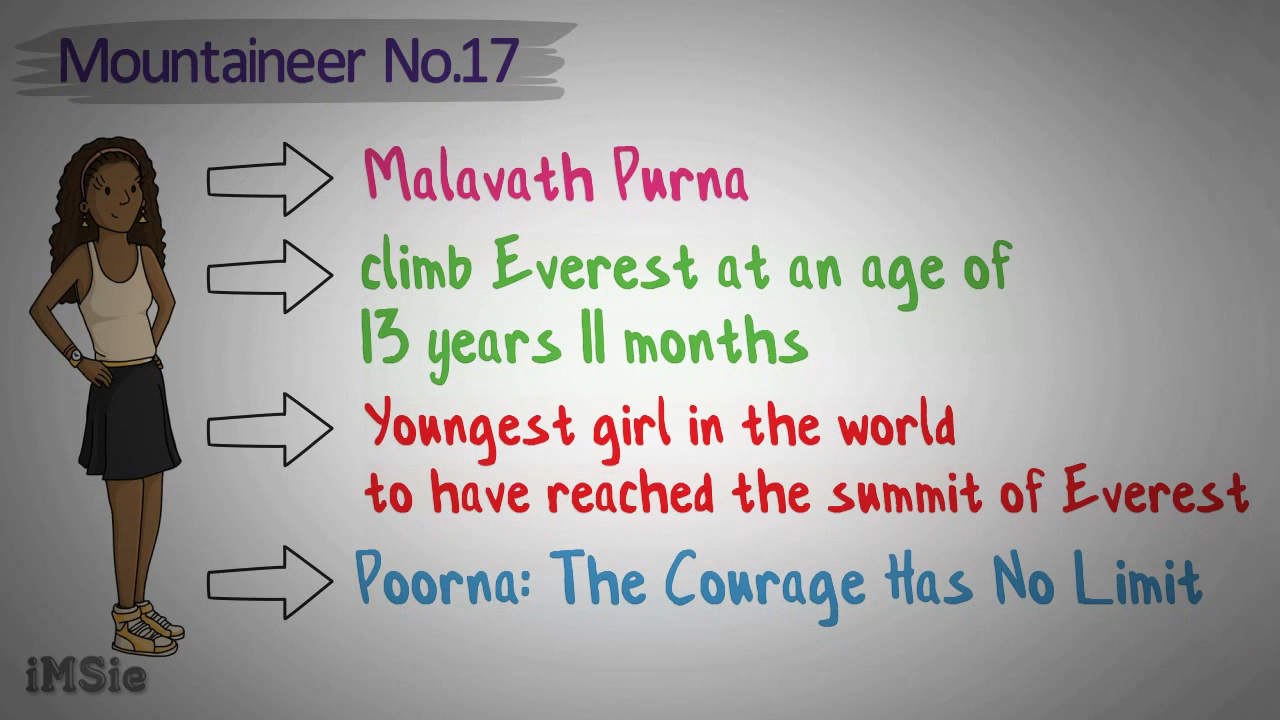 Mountaineer No.17
Malavath Purna
climb Everest at an age of
13 years 11 months
Youngest girl in the world
to have reached the summit of Everest
Poorna: The Courage Has No Limit
iMSie